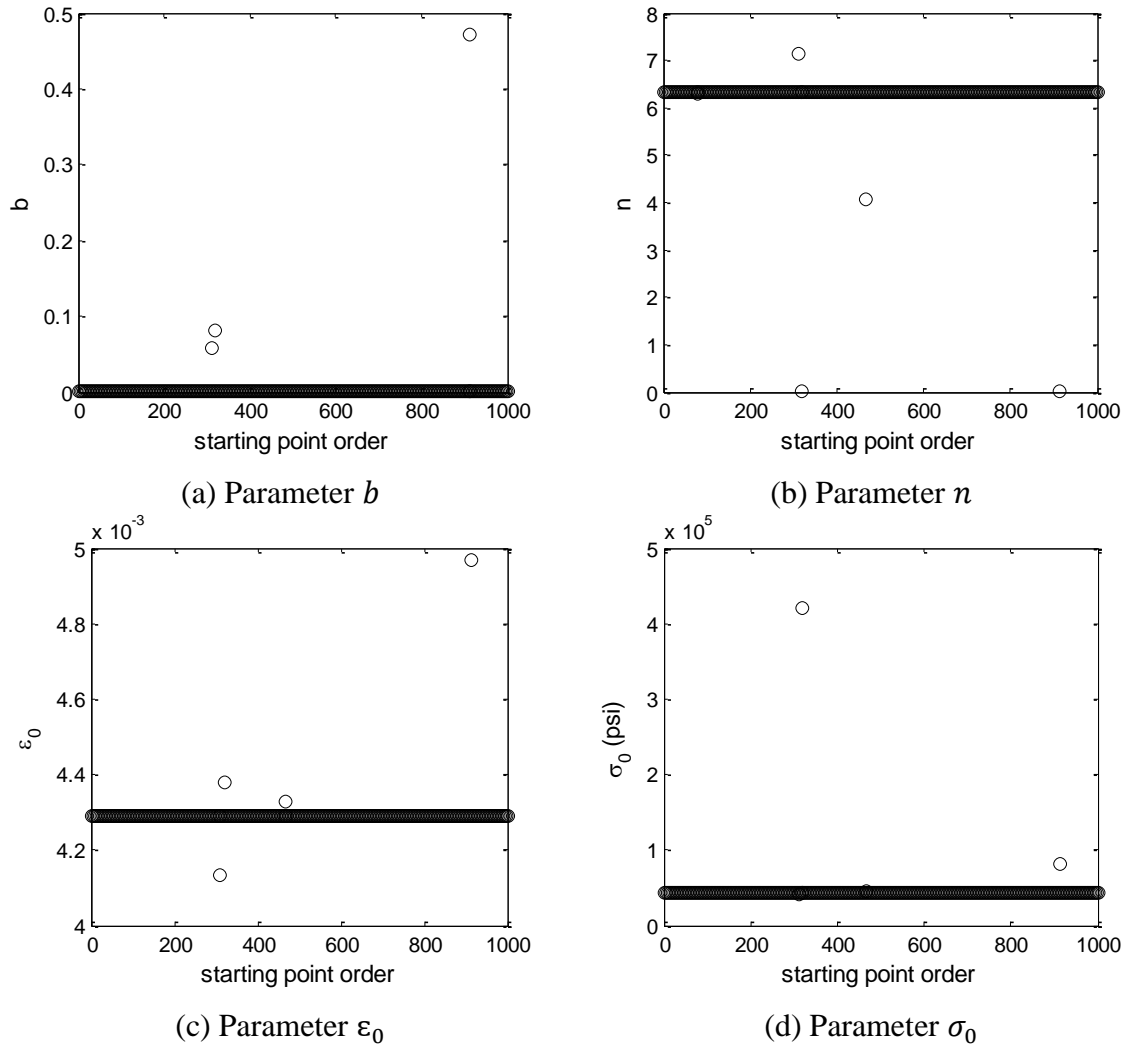 0.5
0.4
0.3
0.2
0.1
0
b
0 200 400 600 800 1000
starting point order
(a) Parameter b
8
7
6
5
4
3
2
1
0
n
0 200 400 600 800 1000
starting point order
(b) Parameter n
x 10⁻³
5
4.8
4.6
4.4
4.2
4
ε₀
0 200 400 600 800 1000
starting point order
(c) Parameter ε₀
x 10⁵
5
4
3
2
1
0
σ₀ (psi)
0 200 400 600 800 1000
starting point order
(d) Parameter σ₀